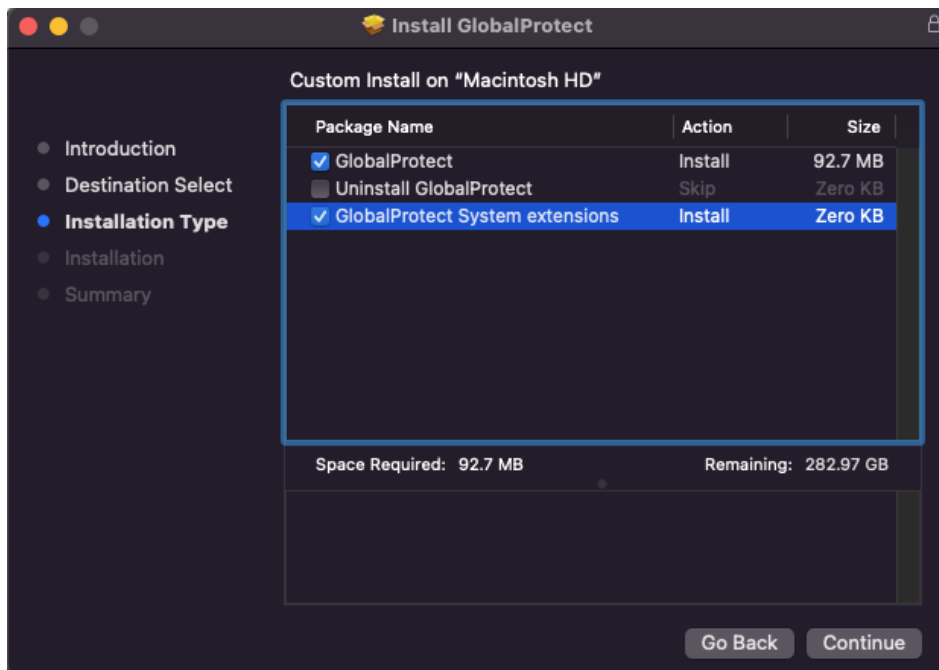 Install GlobalProtect
Custom Install on “Macintosh HD”
Introduction
Destination Select
Installation Type
Installation
Summary
Package Name Action Size
GlobalProtect Install 92.7 MB
Uninstall GlobalProtect Skip Zero KB
GlobalProtect System extensions Install Zero KB
Space Required: 92.7 MB Remaining: 282.97 GB
Go Back Continue